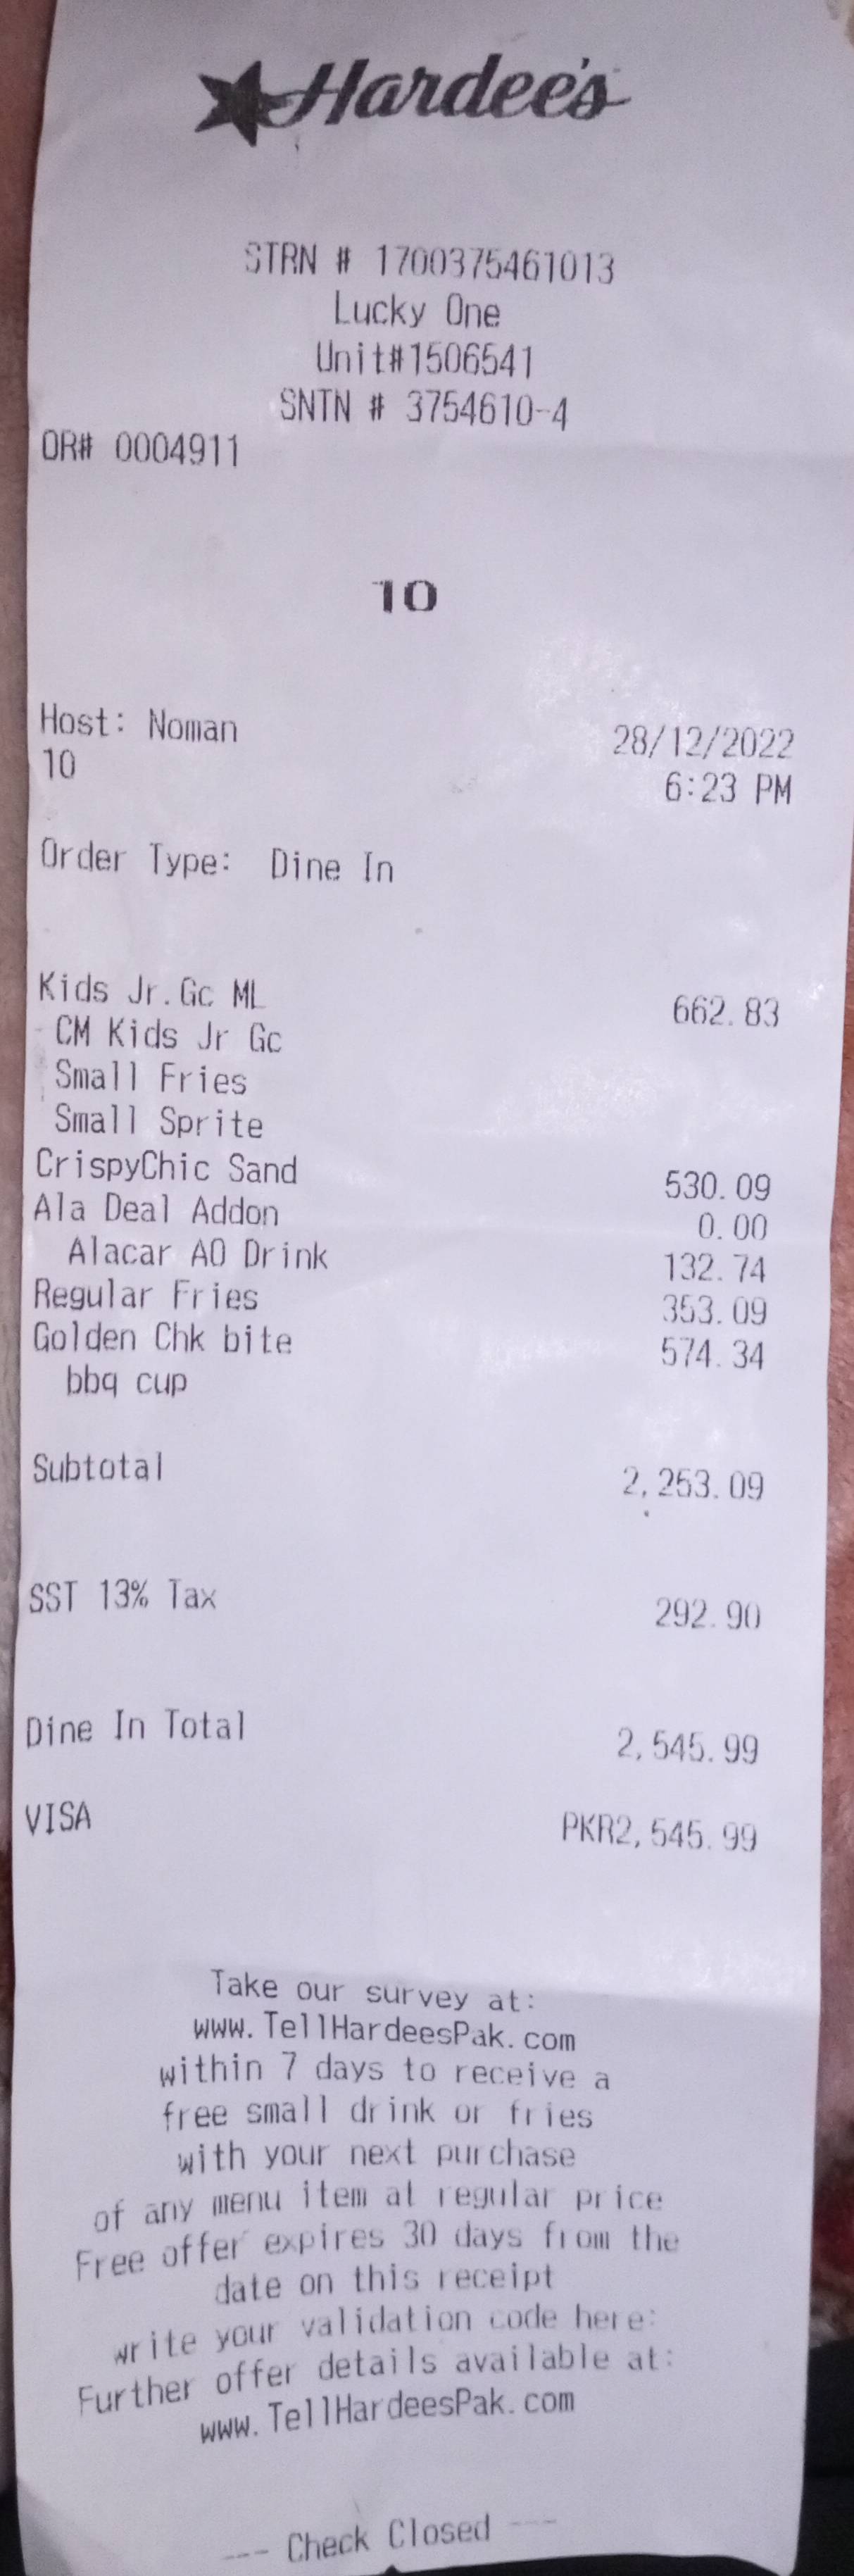 Hardee's
STRN # 1700375461013
Lucky One
Unit#1506541
SNTN # 3754610-4
OR# 0004911
10
Host: Noman 28/12/2022
10 6:23 PM
Order Type: Dine In
Kids Jr.Gc ML 662.83
CM Kids Jr Gc
Small Fries
Small Sprite
CrispyChic Sand 530.09
Ala Deal Addon 0.00
Alacar AO Drink 132.74
Regular Fries 353.09
Golden Chk bite 574.34
bbq cup
Subtotal 2,253.09
SST 13% Tax 292.90
Dine In Total 2,545.99
VISA PKR2,545.99
Take our survey at:
www.TellHardeesPak.com
within 7 days to receive a
free small drink or fries
with your next purchase
of any menu item at regular price
Free offer expires 30 days from the
date on this receipt
write your validation code here:
Further offer details available at:
www.TellHardeesPak.com
--- Check Closed ---